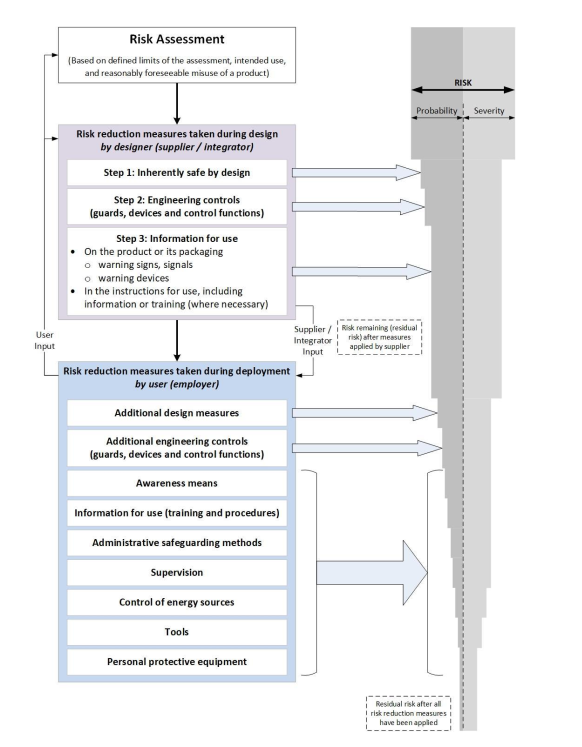 Risk Assessment
(Based on defined limits of the assessment, intended use,
and reasonably foreseeable misuse of a product)
RISK
Probability
Severity
Risk reduction measures taken during design
by designer (supplier / integrator)
Step 1: Inherently safe by design
Step 2: Engineering controls
(guards, devices and control functions)
Step 3: Information for use
• On the product or its packaging
o warning signs, signals
o warning devices
• In the instructions for use, including
information or training (where necessary)
User
Input
Supplier /
Integrator
Input
Risk remaining (residual
risk) after measures
applied by supplier
Risk reduction measures taken during deployment
by user (employer)
Additional design measures
Additional engineering controls
(guards, devices and control functions)
Awareness means
Information for use (training and procedures)
Administrative safeguarding methods
Supervision
Control of energy sources
Tools
Personal protective equipment
Residual risk after all
risk reduction measures
have been applied